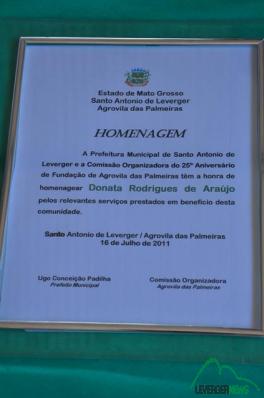 Estado de Mato Grosso
Santo Antonio de Leverger
Agrovila das Palmeiras
HOMENAGEM
A Prefeitura Municipal de Santo Antonio de
Leverger e a Comissão Organizadora do 25º Aniversário
de Fundação de Agrovila das Palmeiras têm a honra de
homenagear Donata Rodrigues de Araújo
pelos relevantes serviços prestados em benefício desta
comunidade.
Santo Antonio de Leverger / Agrovila das Palmeiras
16 de Julho de 2011
Ugo Conceição Padilha
Prefeito Municipal
Comissão Organizadora
Agrovila das Palmeiras
LEVERGER NEWS